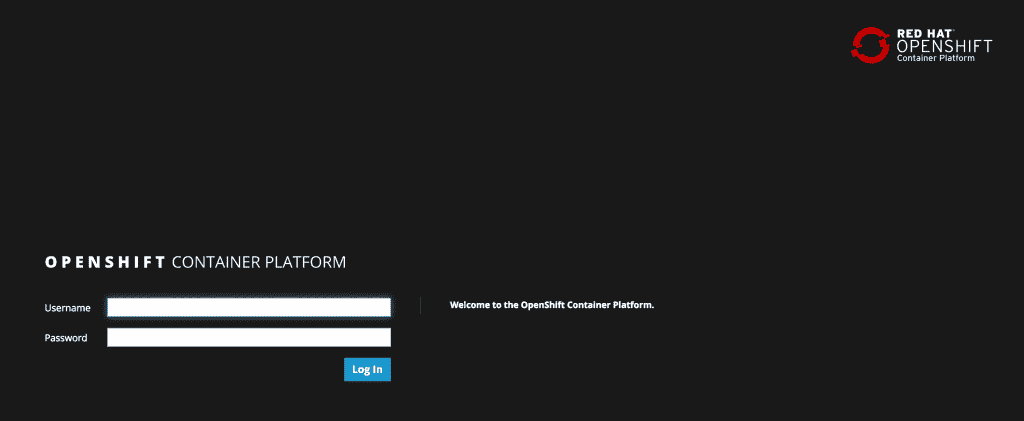 RED HAT
OPENSHIFT
Container Platform
OPENSHIFT CONTAINER PLATFORM
Username
Welcome to the OpenShift Container Platform.
Password
Log In